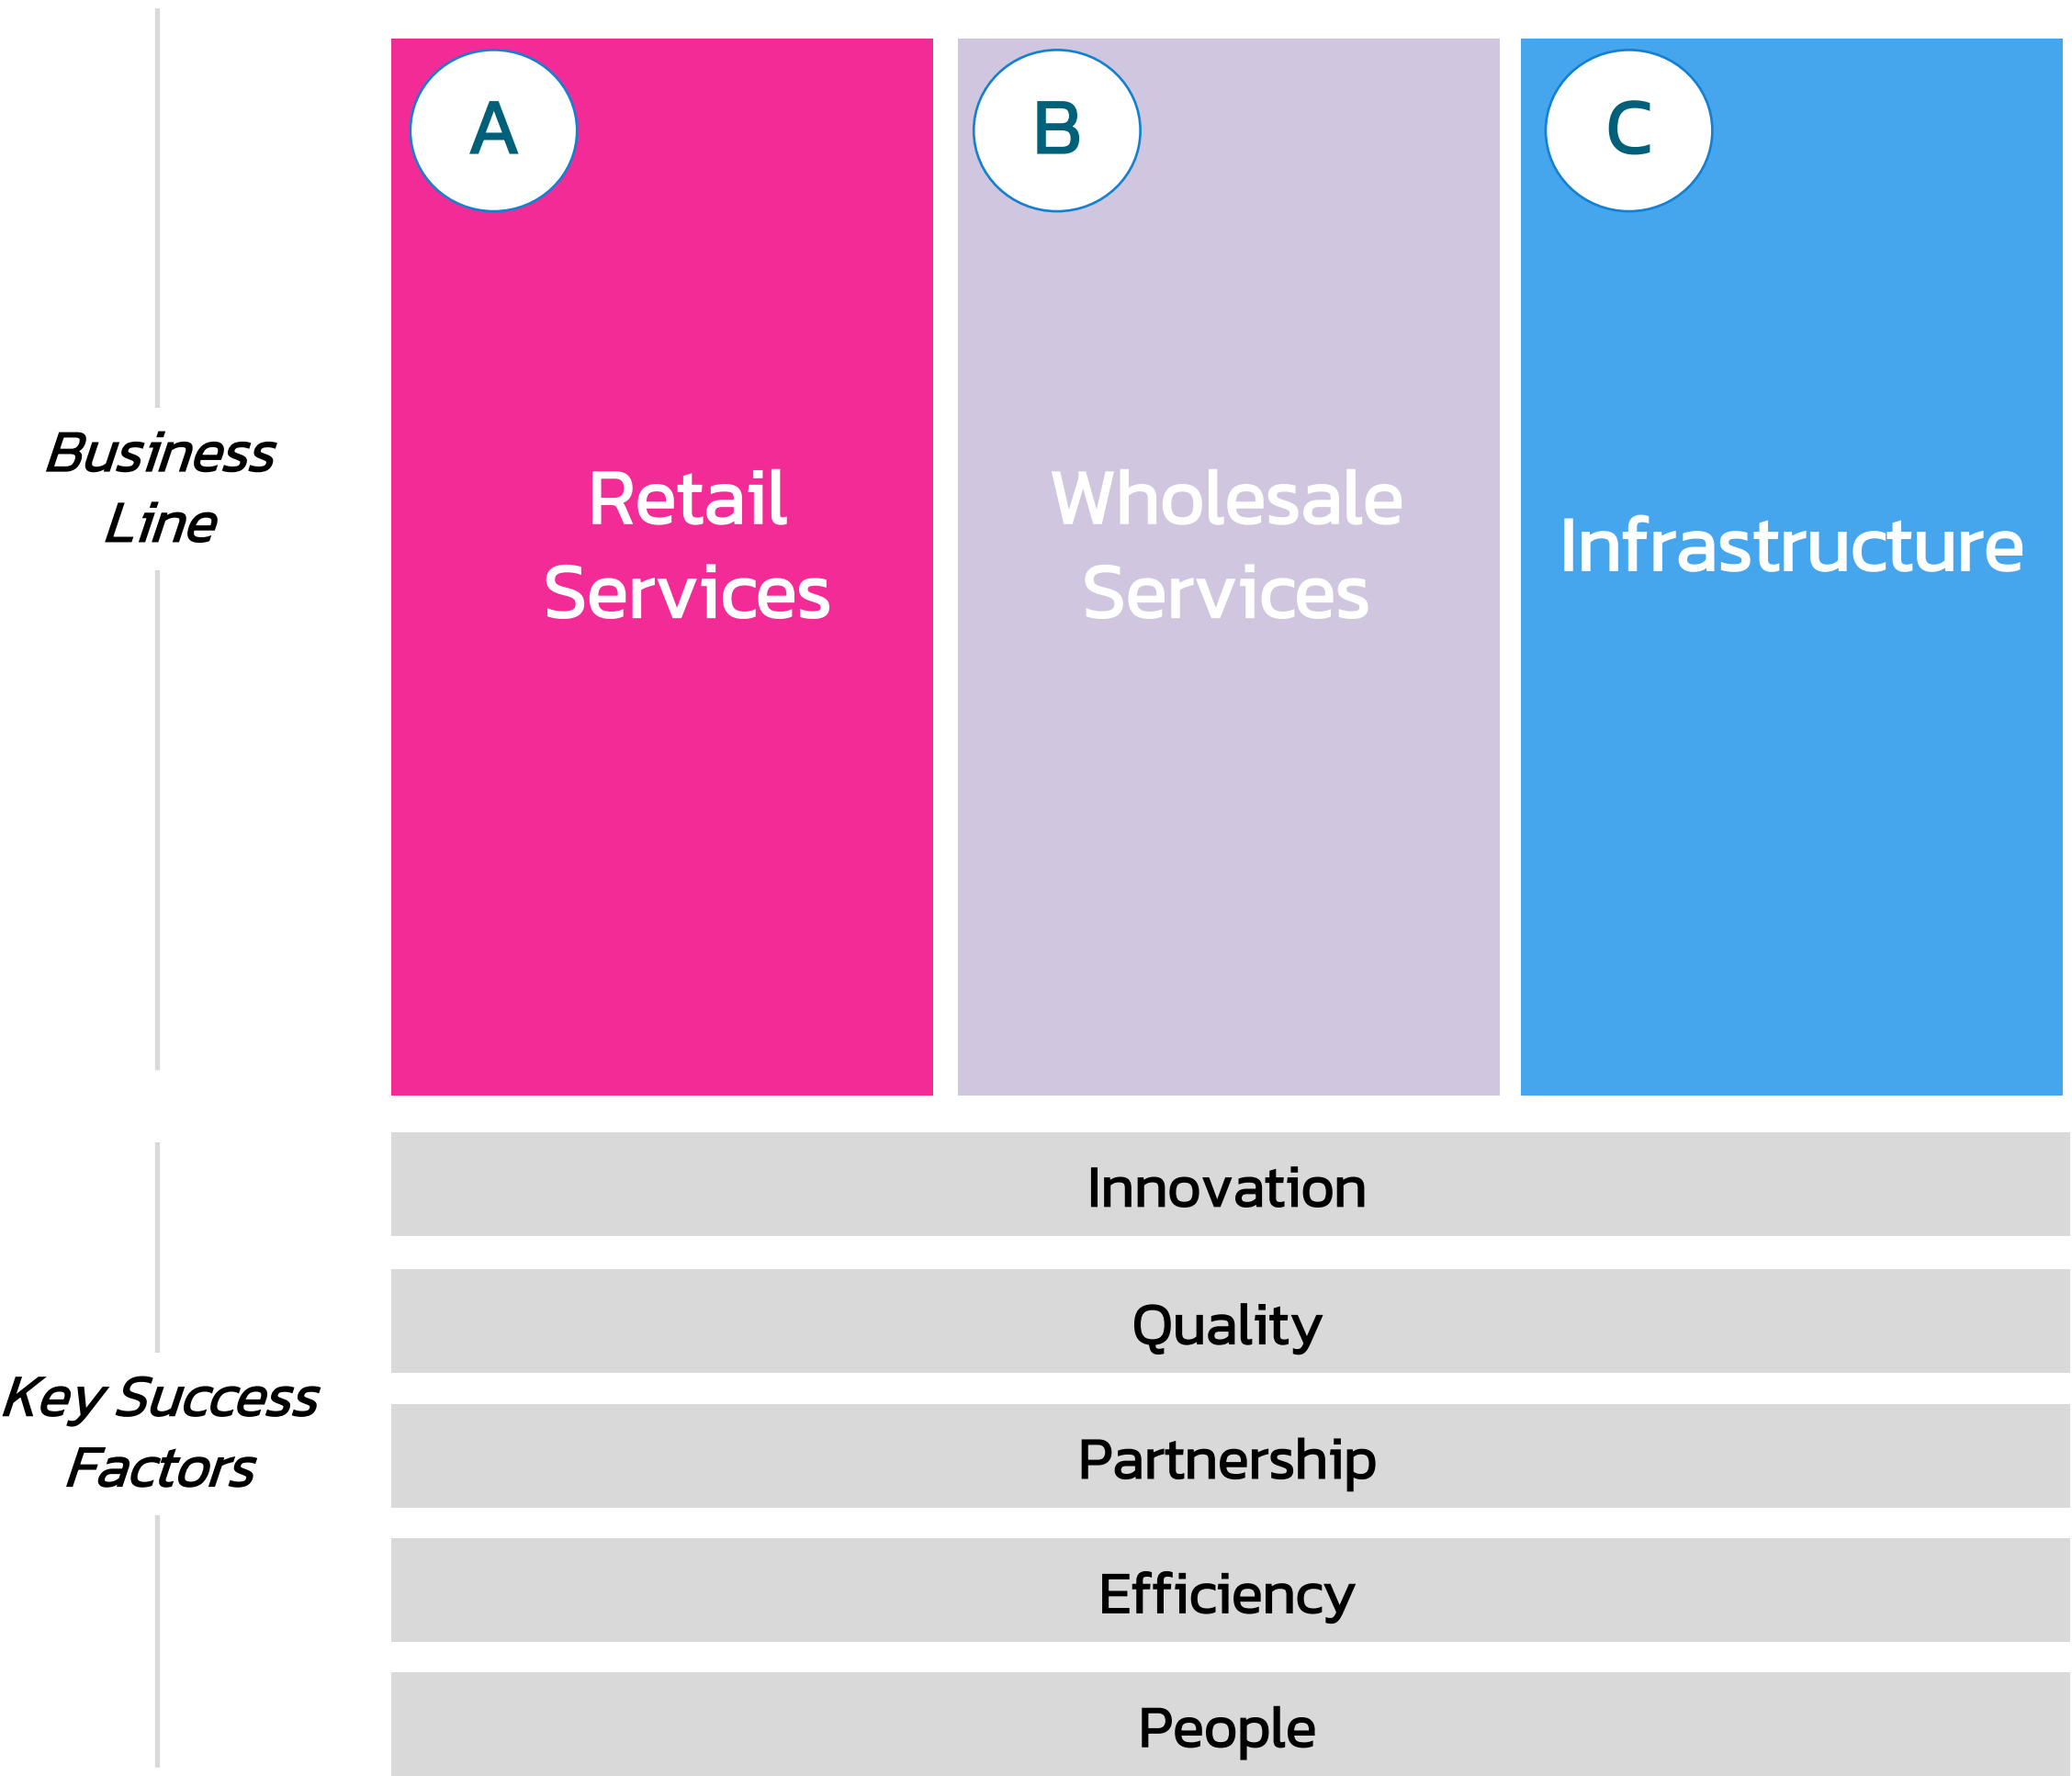 A
B
C
Business
Line
Retail
Services
Wholesale
Services
Infrastructure
Key Success
Factors
Innovation
Quality
Partnership
Efficiency
People